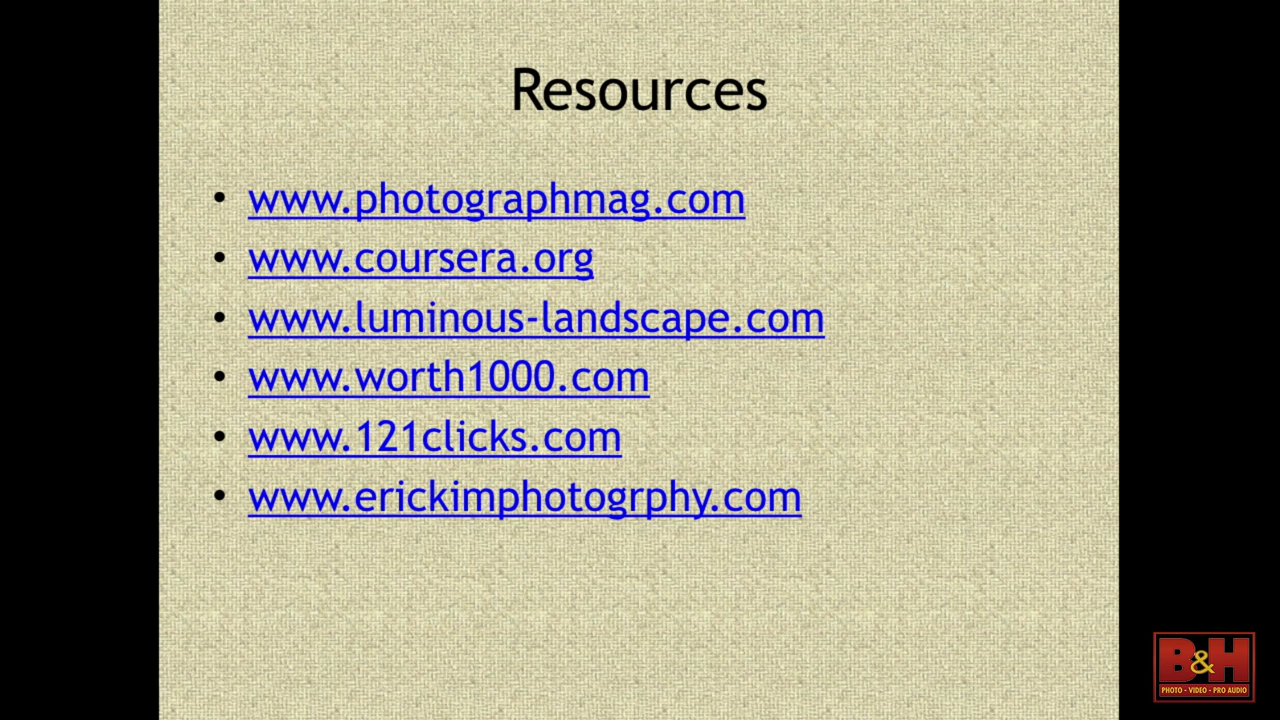 Resources
• www.photographmag.com
• www.coursera.org
• www.luminous-landscape.com
• www.worth1000.com
• www.121clicks.com
• www.erickimphotogrphy.com
B&H
PHOTO - VIDEO - PRO AUDIO